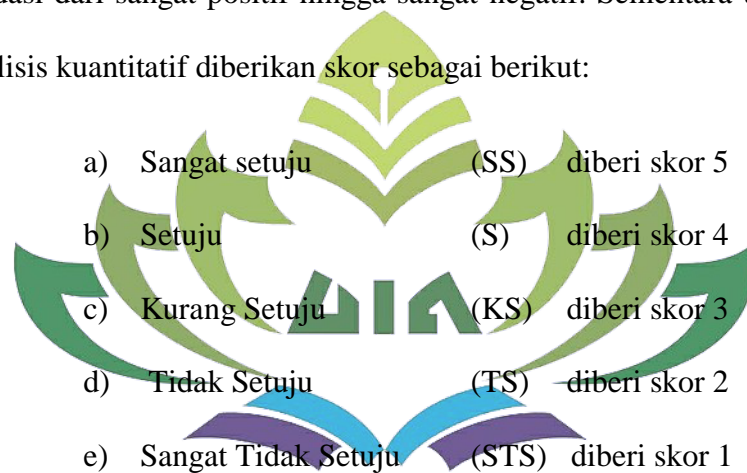 dasi dari sangat positif hingga sangat negatif. Sementara
lisis kuantitatif diberikan skor sebagai berikut:
a) Sangat setuju (SS) diberi skor 5
b) Setuju (S) diberi skor 4
c) Kurang Setuju (KS) diberi skor 3
d) Tidak Setuju (TS) diberi skor 2
e) Sangat Tidak Setuju (STS) diberi skor 1